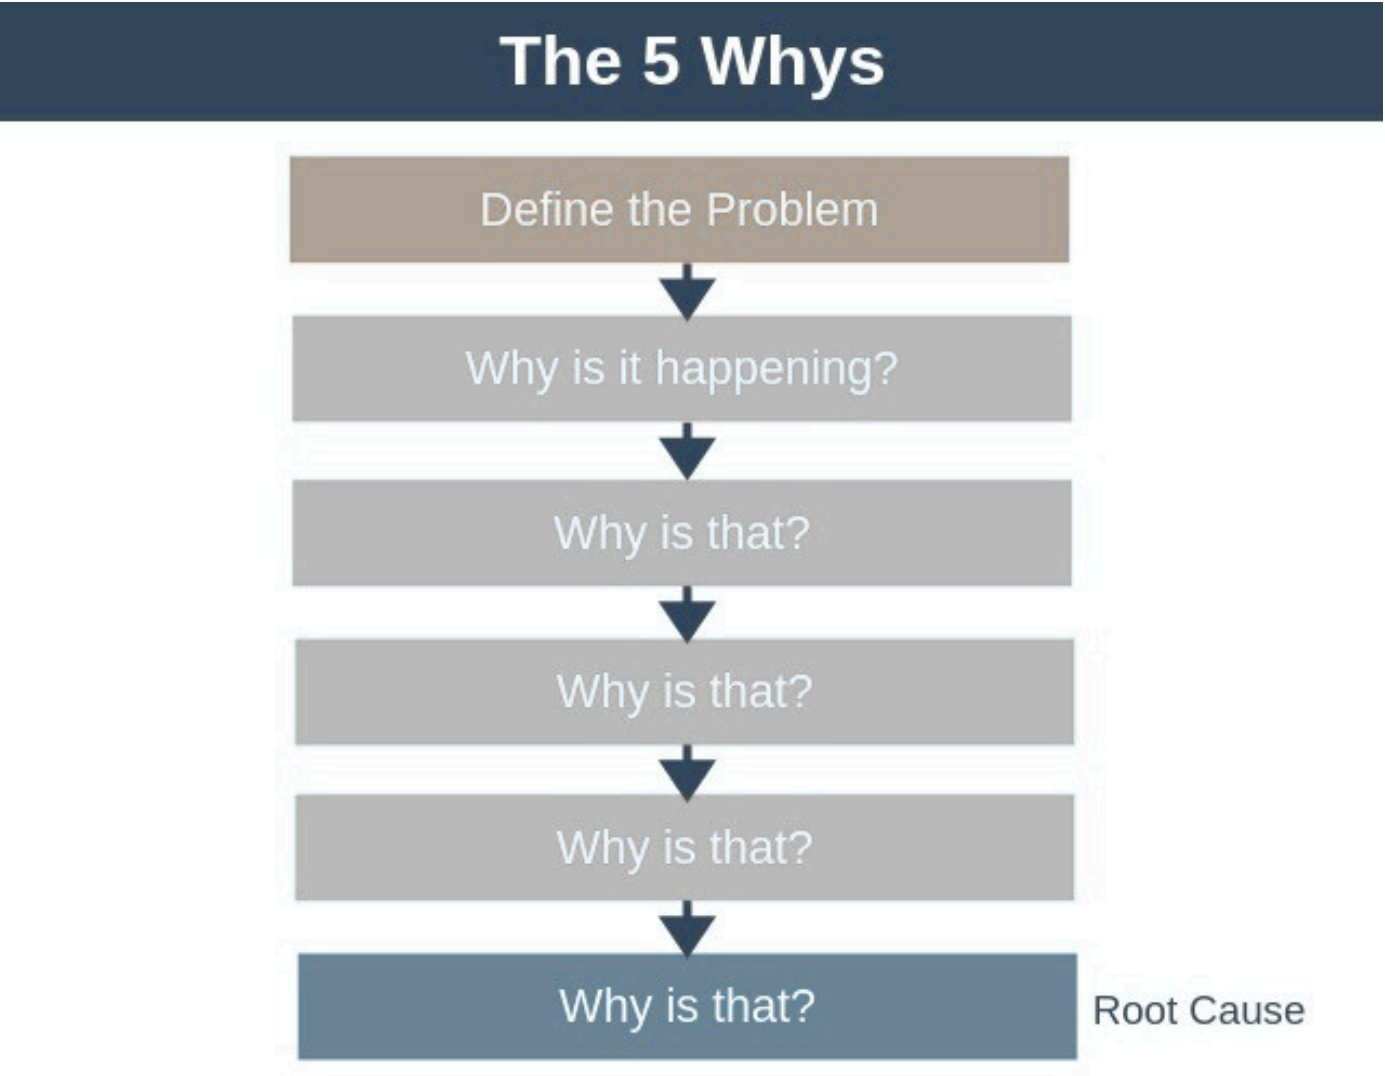 The 5 Whys
Define the Problem
Why is it happening?
Why is that?
Why is that?
Why is that?
Why is that?
Root Cause